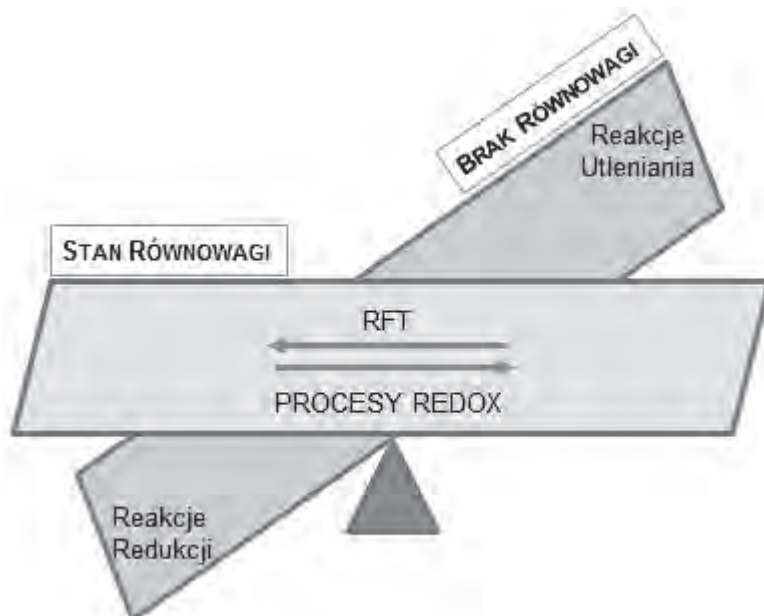 BRAK RÓWNOWAGI
Reakcje
Utleniania
STAN RÓWNOWAGI
RFT
PROCESY REDOX
Reakcje
Redukcji